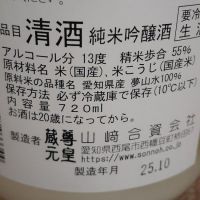 品目 清酒 純米吟醸酒 要冷
生
アルコール分 13度 精米歩合 55%
原材料名 米(国産)、米こうじ(国産米)
原料米の品種名 愛知県産 夢山水100%
保存方法 必ず冷蔵庫で保存(10℃以下)
容量 720ml
お酒は20歳になってから。
製造者 尊皇蔵元 山﨑合資会社
愛知県西尾市西幡豆町柿田57
https://www.sonnoh.co.jp
製造年月 25.10